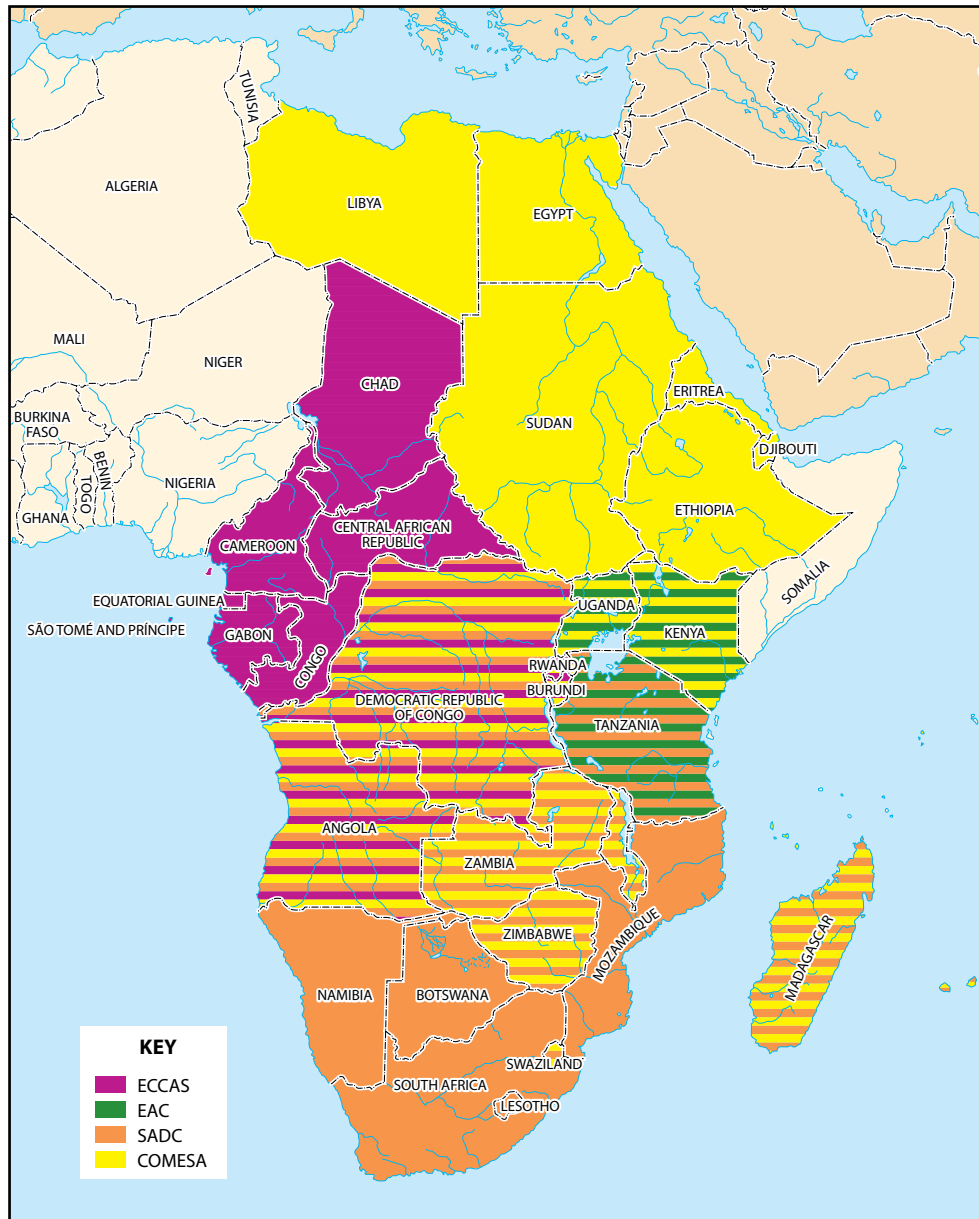 TUNISIA
ALGERIA
LIBYA
EGYPT
MALI
NIGER
CHAD
ERITREA
BURKINA
FASO
SUDAN
DJIBOUTI
BENIN
TOGO
NIGERIA
GHANA
ETHIOPIA
CENTRAL AFRICAN
REPUBLIC
CAMEROON
SOMALIA
EQUATORIAL GUINEA
UGANDA
SÃO TOMÉ AND PRÍNCIPE
GABON
KENYA
CONGO
RWANDA
BURUNDI
DEMOCRATIC REPUBLIC
OF CONGO
TANZANIA
ANGOLA
ZAMBIA
ZIMBABWE
MOZAMBIQUE
MADAGASCAR
NAMIBIA
BOTSWANA
SWAZILAND
SOUTH AFRICA
LESOTHO
KEY
ECCAS
EAC
SADC
COMESA